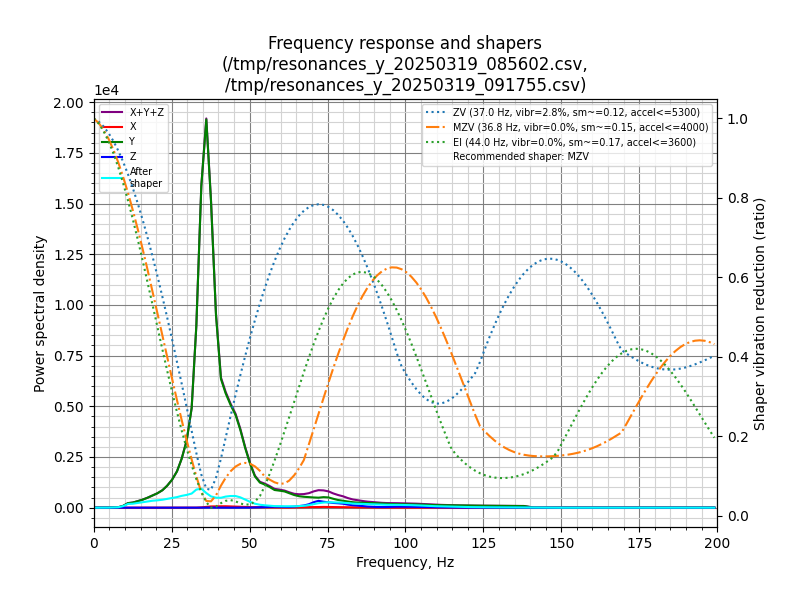 Frequency response and shapers
(/tmp/resonances_y_20250319_085602.csv,
/tmp/resonances_y_20250319_091755.csv)
1e4
2.00
1.75
1.50
1.25
1.00
0.75
0.50
0.25
0.00
Power spectral density
X+Y+Z
X
Y
Z
After
shaper
ZV (37.0 Hz, vibr=2.8%, sm~=0.12, accel<=5300)
MZV (36.8 Hz, vibr=0.0%, sm~=0.15, accel<=4000)
EI (44.0 Hz, vibr=0.0%, sm~=0.17, accel<=3600)
Recommended shaper: MZV
1.0
0.8
0.6
0.4
0.2
0.0
Shaper vibration reduction (ratio)
0 25 50 75 100 125 150 175 200
Frequency, Hz